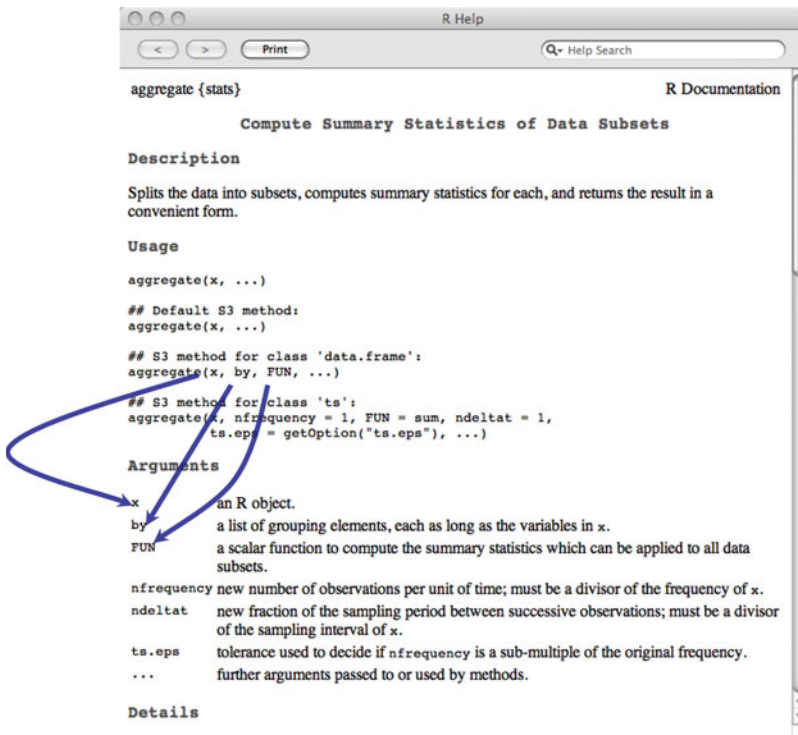 R Help
< > Print Help Search
aggregate {stats} R Documentation
Compute Summary Statistics of Data Subsets
Description
Splits the data into subsets, computes summary statistics for each, and returns the result in a
convenient form.
Usage
aggregate(x, ...)
## Default S3 method:
aggregate(x, ...)
## S3 method for class 'data.frame':
aggregate(x, by, FUN, ...)
## S3 method for class 'ts':
aggregate(x, nfrequency = 1, FUN = sum, ndeltat = 1,
ts.eps = getOption("ts.eps"), ...)
Arguments
x an R object.
by a list of grouping elements, each as long as the variables in x.
FUN a scalar function to compute the summary statistics which can be applied to all data
subsets.
nfrequency new number of observations per unit of time; must be a divisor of the frequency of x.
ndeltat new fraction of the sampling period between successive observations; must be a divisor
of the sampling interval of x.
ts.eps tolerance used to decide if nfrequency is a sub-multiple of the original frequency.
... further arguments passed to or used by methods.
Details